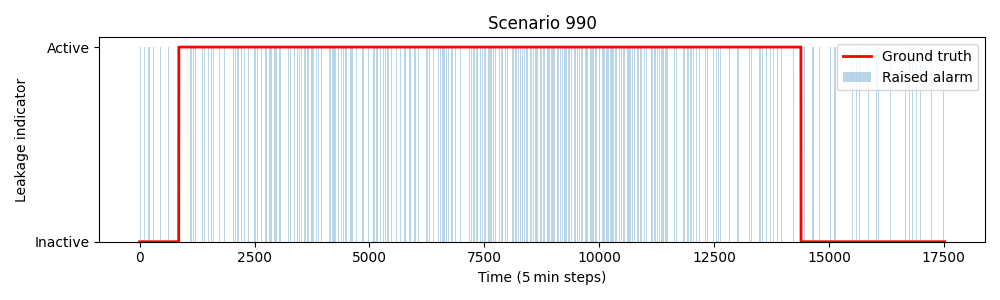 Scenario 990
Active
Inactive
Leakage indicator
Ground truth
Raised alarm
0 2500 5000 7500 10000 12500 15000 17500
Time (5 min steps)